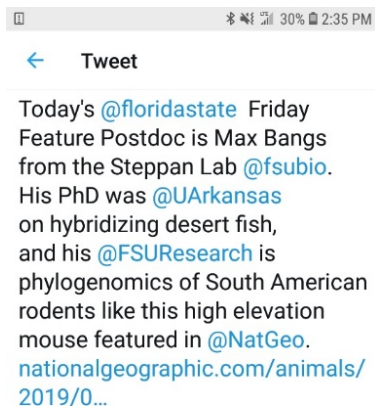 30% 2:35 PM
Tweet
Today's @floridastate Friday
Feature Postdoc is Max Bangs
from the Steppan Lab @fsubio.
His PhD was @UArkansas
on hybridizing desert fish,
and his @FSUResearch is
phylogenomics of South American
rodents like this high elevation
mouse featured in @NatGeo.
nationalgeographic.com/animals/
2019/0...